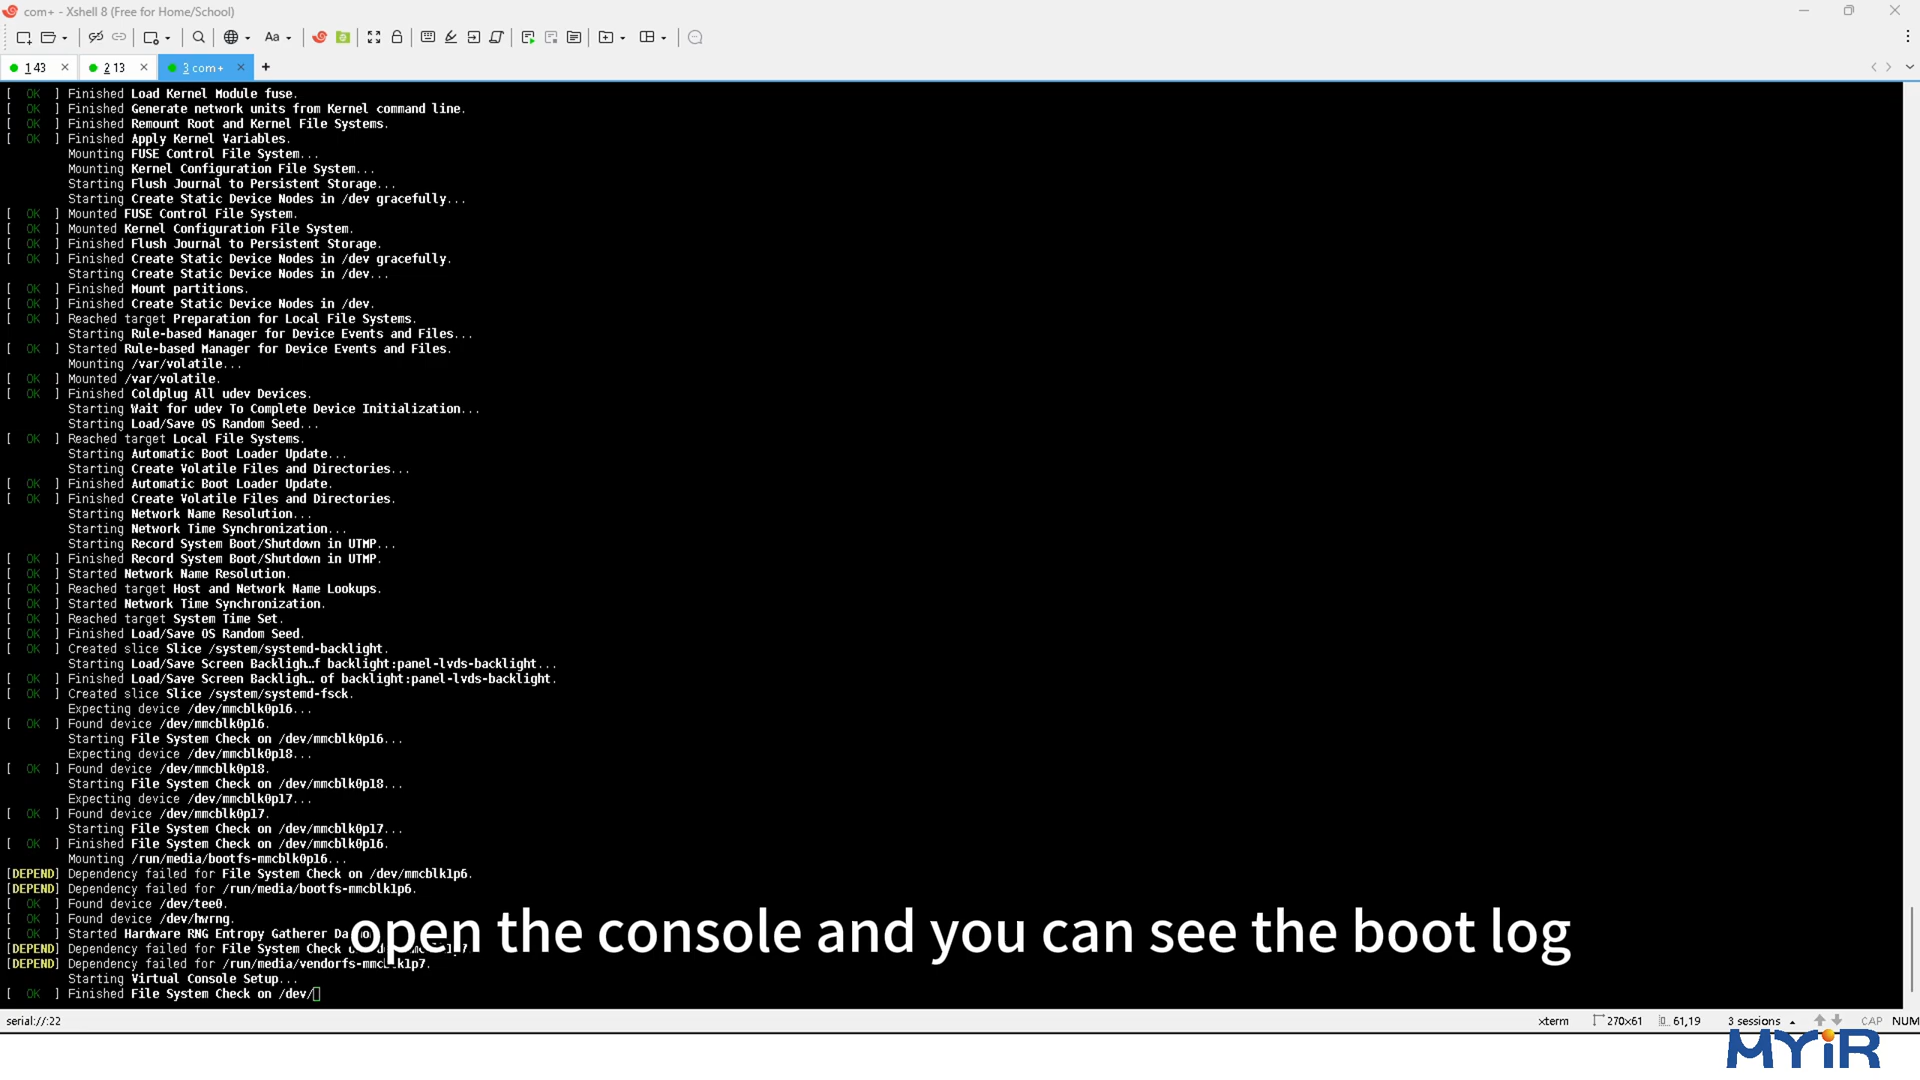 com+ - Xshell 8 (Free for Home/School)
1 43
2 13
3 com+
[  OK  ] Finished Load Kernel Module fuse.
[  OK  ] Finished Generate network units from Kernel command line.
[  OK  ] Finished Remount Root and Kernel File Systems.
[  OK  ] Finished Apply Kernel Variables.
Mounting FUSE Control File System...
Mounting Kernel Configuration File System...
Starting Flush Journal to Persistent Storage...
Starting Create Static Device Nodes in /dev gracefully...
[  OK  ] Mounted FUSE Control File System.
[  OK  ] Mounted Kernel Configuration File System.
[  OK  ] Finished Flush Journal to Persistent Storage.
[  OK  ] Finished Create Static Device Nodes in /dev gracefully.
Starting Create Static Device Nodes in /dev...
[  OK  ] Finished Mount partitions.
[  OK  ] Finished Create Static Device Nodes in /dev.
[  OK  ] Reached target Preparation for Local File Systems.
Starting Rule-based Manager for Device Events and Files...
[  OK  ] Started Rule-based Manager for Device Events and Files.
Mounting /var/volatile...
[  OK  ] Mounted /var/volatile.
[  OK  ] Finished Coldplug All udev Devices.
Starting Wait for udev To Complete Device Initialization...
Starting Load/Save OS Random Seed...
[  OK  ] Reached target Local File Systems.
Starting Automatic Boot Loader Update...
Starting Create Volatile Files and Directories...
[  OK  ] Finished Automatic Boot Loader Update.
[  OK  ] Finished Create Volatile Files and Directories.
Starting Network Name Resolution...
Starting Network Time Synchronization...
Starting Record System Boot/Shutdown in UTMP...
[  OK  ] Finished Record System Boot/Shutdown in UTMP.
[  OK  ] Started Network Name Resolution.
[  OK  ] Reached target Host and Network Name Lookups.
[  OK  ] Started Network Time Synchronization.
[  OK  ] Reached target System Time Set.
[  OK  ] Finished Load/Save OS Random Seed.
[  OK  ] Created slice Slice /system/systemd-backlight.
Starting Load/Save Screen Backligh…f backlight:panel-lvds-backlight...
[  OK  ] Finished Load/Save Screen Backligh… of backlight:panel-lvds-backlight.
[  OK  ] Created slice Slice /system/systemd-fsck.
Expecting device /dev/mmcblk0p16...
[  OK  ] Found device /dev/mmcblk0p16.
Starting File System Check on /dev/mmcblk0p16...
Expecting device /dev/mmcblk0p18...
[  OK  ] Found device /dev/mmcblk0p18.
Starting File System Check on /dev/mmcblk0p18...
Expecting device /dev/mmcblk0p17...
[  OK  ] Found device /dev/mmcblk0p17.
Starting File System Check on /dev/mmcblk0p17...
[  OK  ] Finished File System Check on /dev/mmcblk0p16.
Mounting /run/media/bootfs-mmcblk0p16...
[DEPEND] Dependency failed for File System Check on /dev/mmcblk1p6.
[DEPEND] Dependency failed for /run/media/bootfs-mmcblk1p6.
[  OK  ] Found device /dev/tee0.
[  OK  ] Found device /dev/hwrng.
[  OK  ] Started Hardware RNG Entropy Gatherer
[DEPEND] Dependency failed for File System Check
[DEPEND] Dependency failed for
Starting Virtual Console Setup...
[  OK  ] Finished File System Check on /dev/
open the console and you can see the boot log
serial://:22
xterm
270x61
61,19
3 sessions
CAP
NUM
MYiR